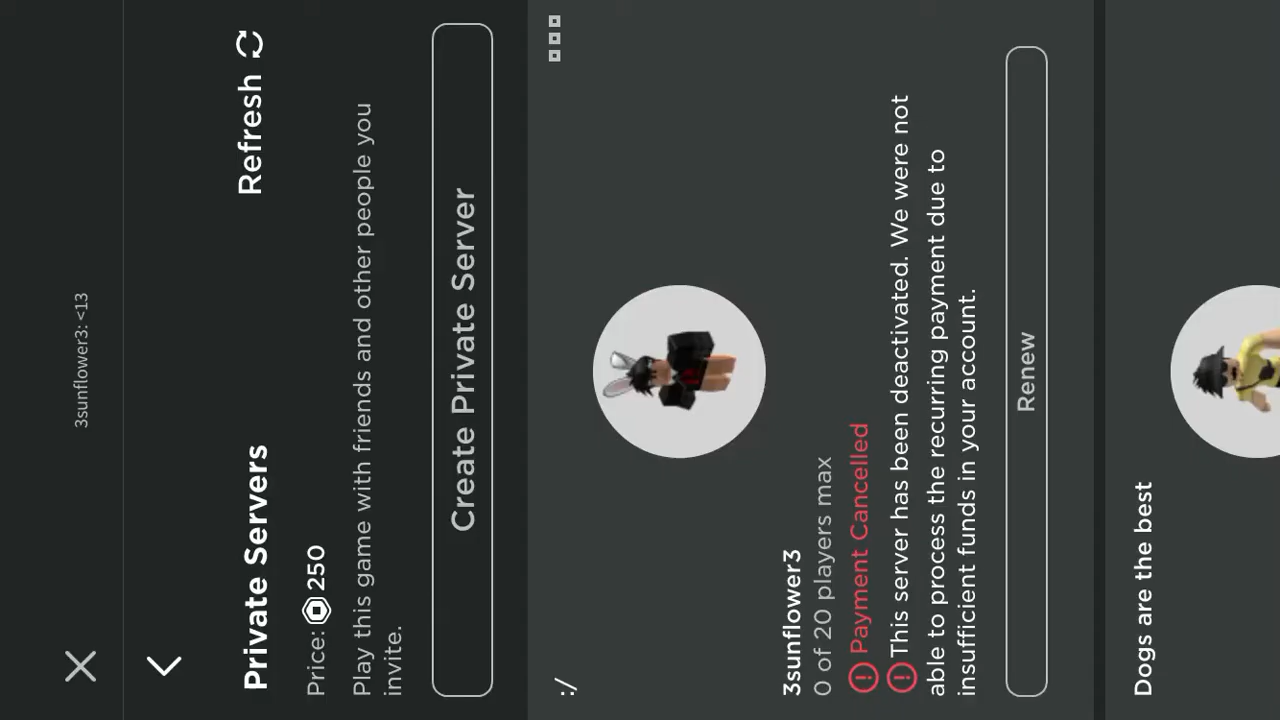 3sunflower3: <13
Private Servers
Refresh
Price: 250
Play this game with friends and other people you
invite.
Create Private Server
:/
3sunflower3
0 of 20 players max
Payment Cancelled
This server has been deactivated. We were not
able to process the recurring payment due to
insufficient funds in your account.
Renew
Dogs are the best